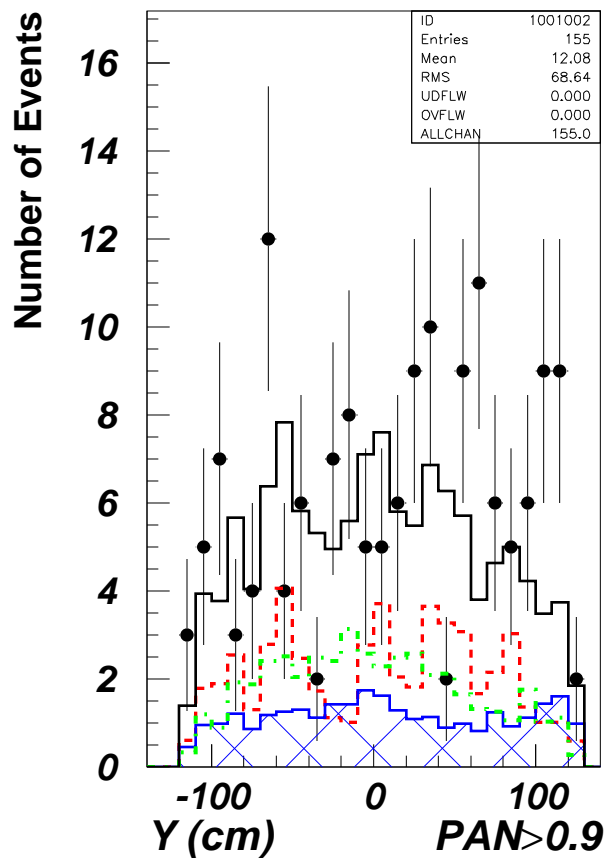 ID 1001002
Entries 155
Mean 12.08
RMS 68.64
UDFLW 0.000
OVFLW 0.000
ALLCHAN 155.0
Number of Events
16
14
12
10
8
6
4
2
0
-100 0 100
Y (cm) PAN>0.9